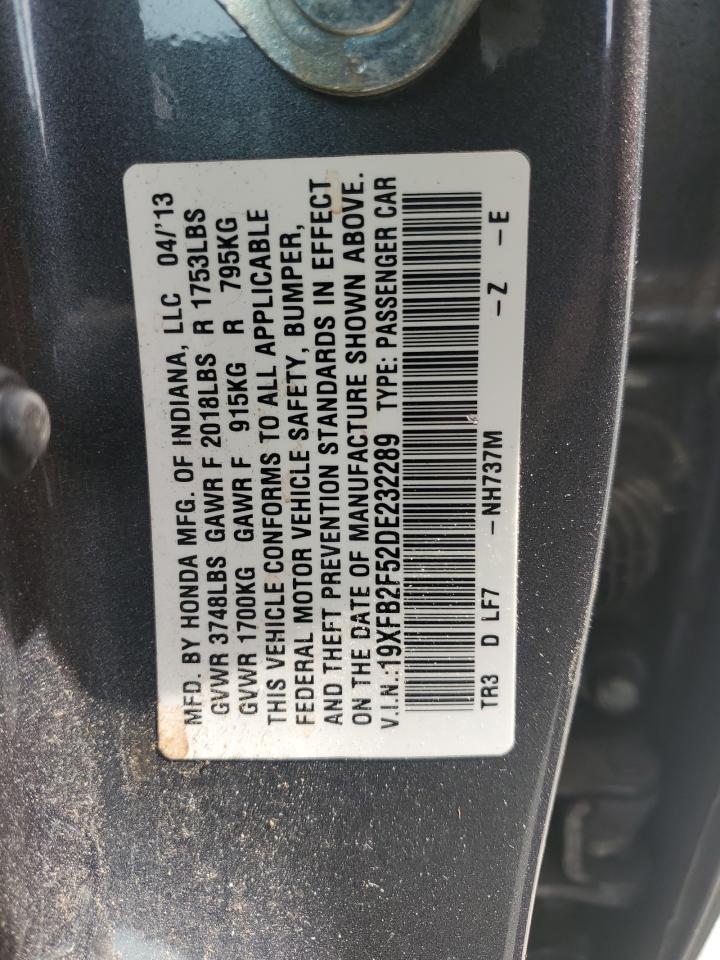 MFD. BY HONDA MFG. OF INDIANA, LLC 04/'13
GVWR 3748LBS GAWR F 2018LBS R 1753LBS
GVWR 1700KG GAWR F 915KG R 795KG
THIS VEHICLE CONFORMS TO ALL APPLICABLE
FEDERAL MOTOR VEHICLE SAFETY, BUMPER,
AND THEFT PREVENTION STANDARDS IN EFFECT
ON THE DATE OF MANUFACTURE SHOWN ABOVE.
V.I.N.:19XFB2F52DE232289 TYPE: PASSENGER CAR
TR3 D LF7 -NH737M -Z -E